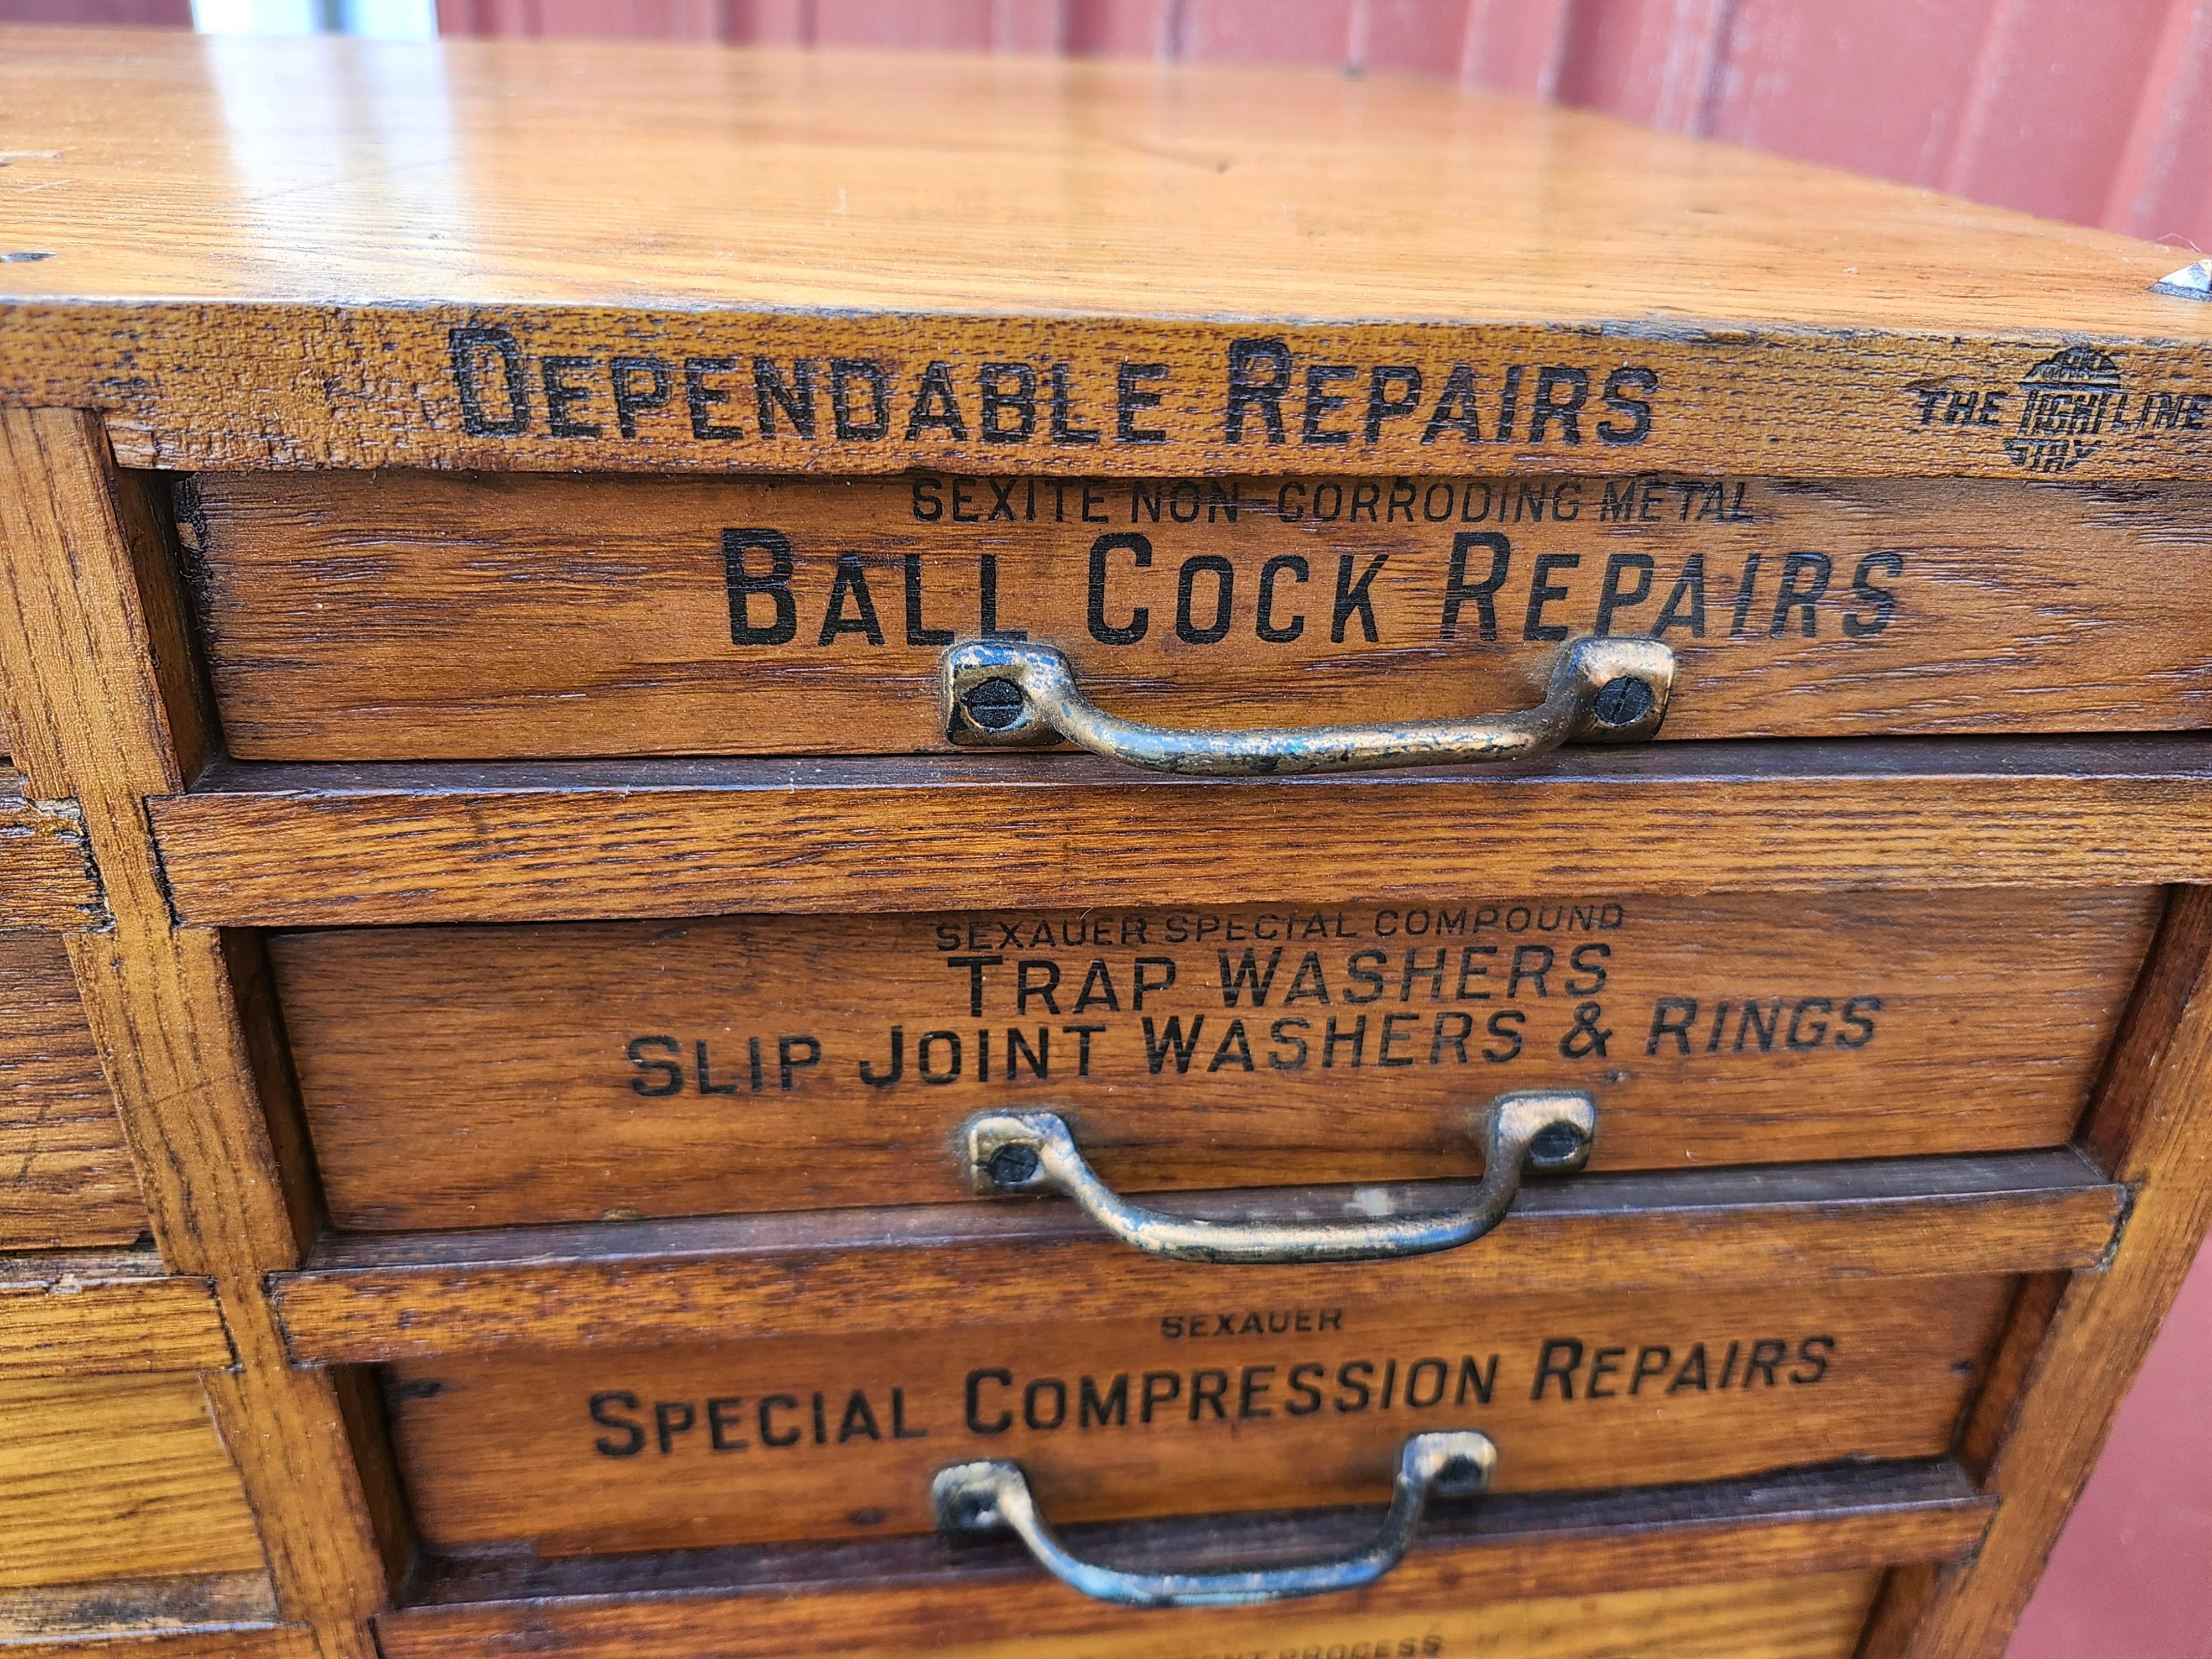 DEPENDABLE REPAIRS
THE TIGHT LINE
STAY
SEXITE NON-CORRODING METAL
BALL COCK REPAIRS
SEXAUER SPECIAL COMPOUND
TRAP WASHERS
SLIP JOINT WASHERS & RINGS
SEXAUER
SPECIAL COMPRESSION REPAIRS
PROCESS